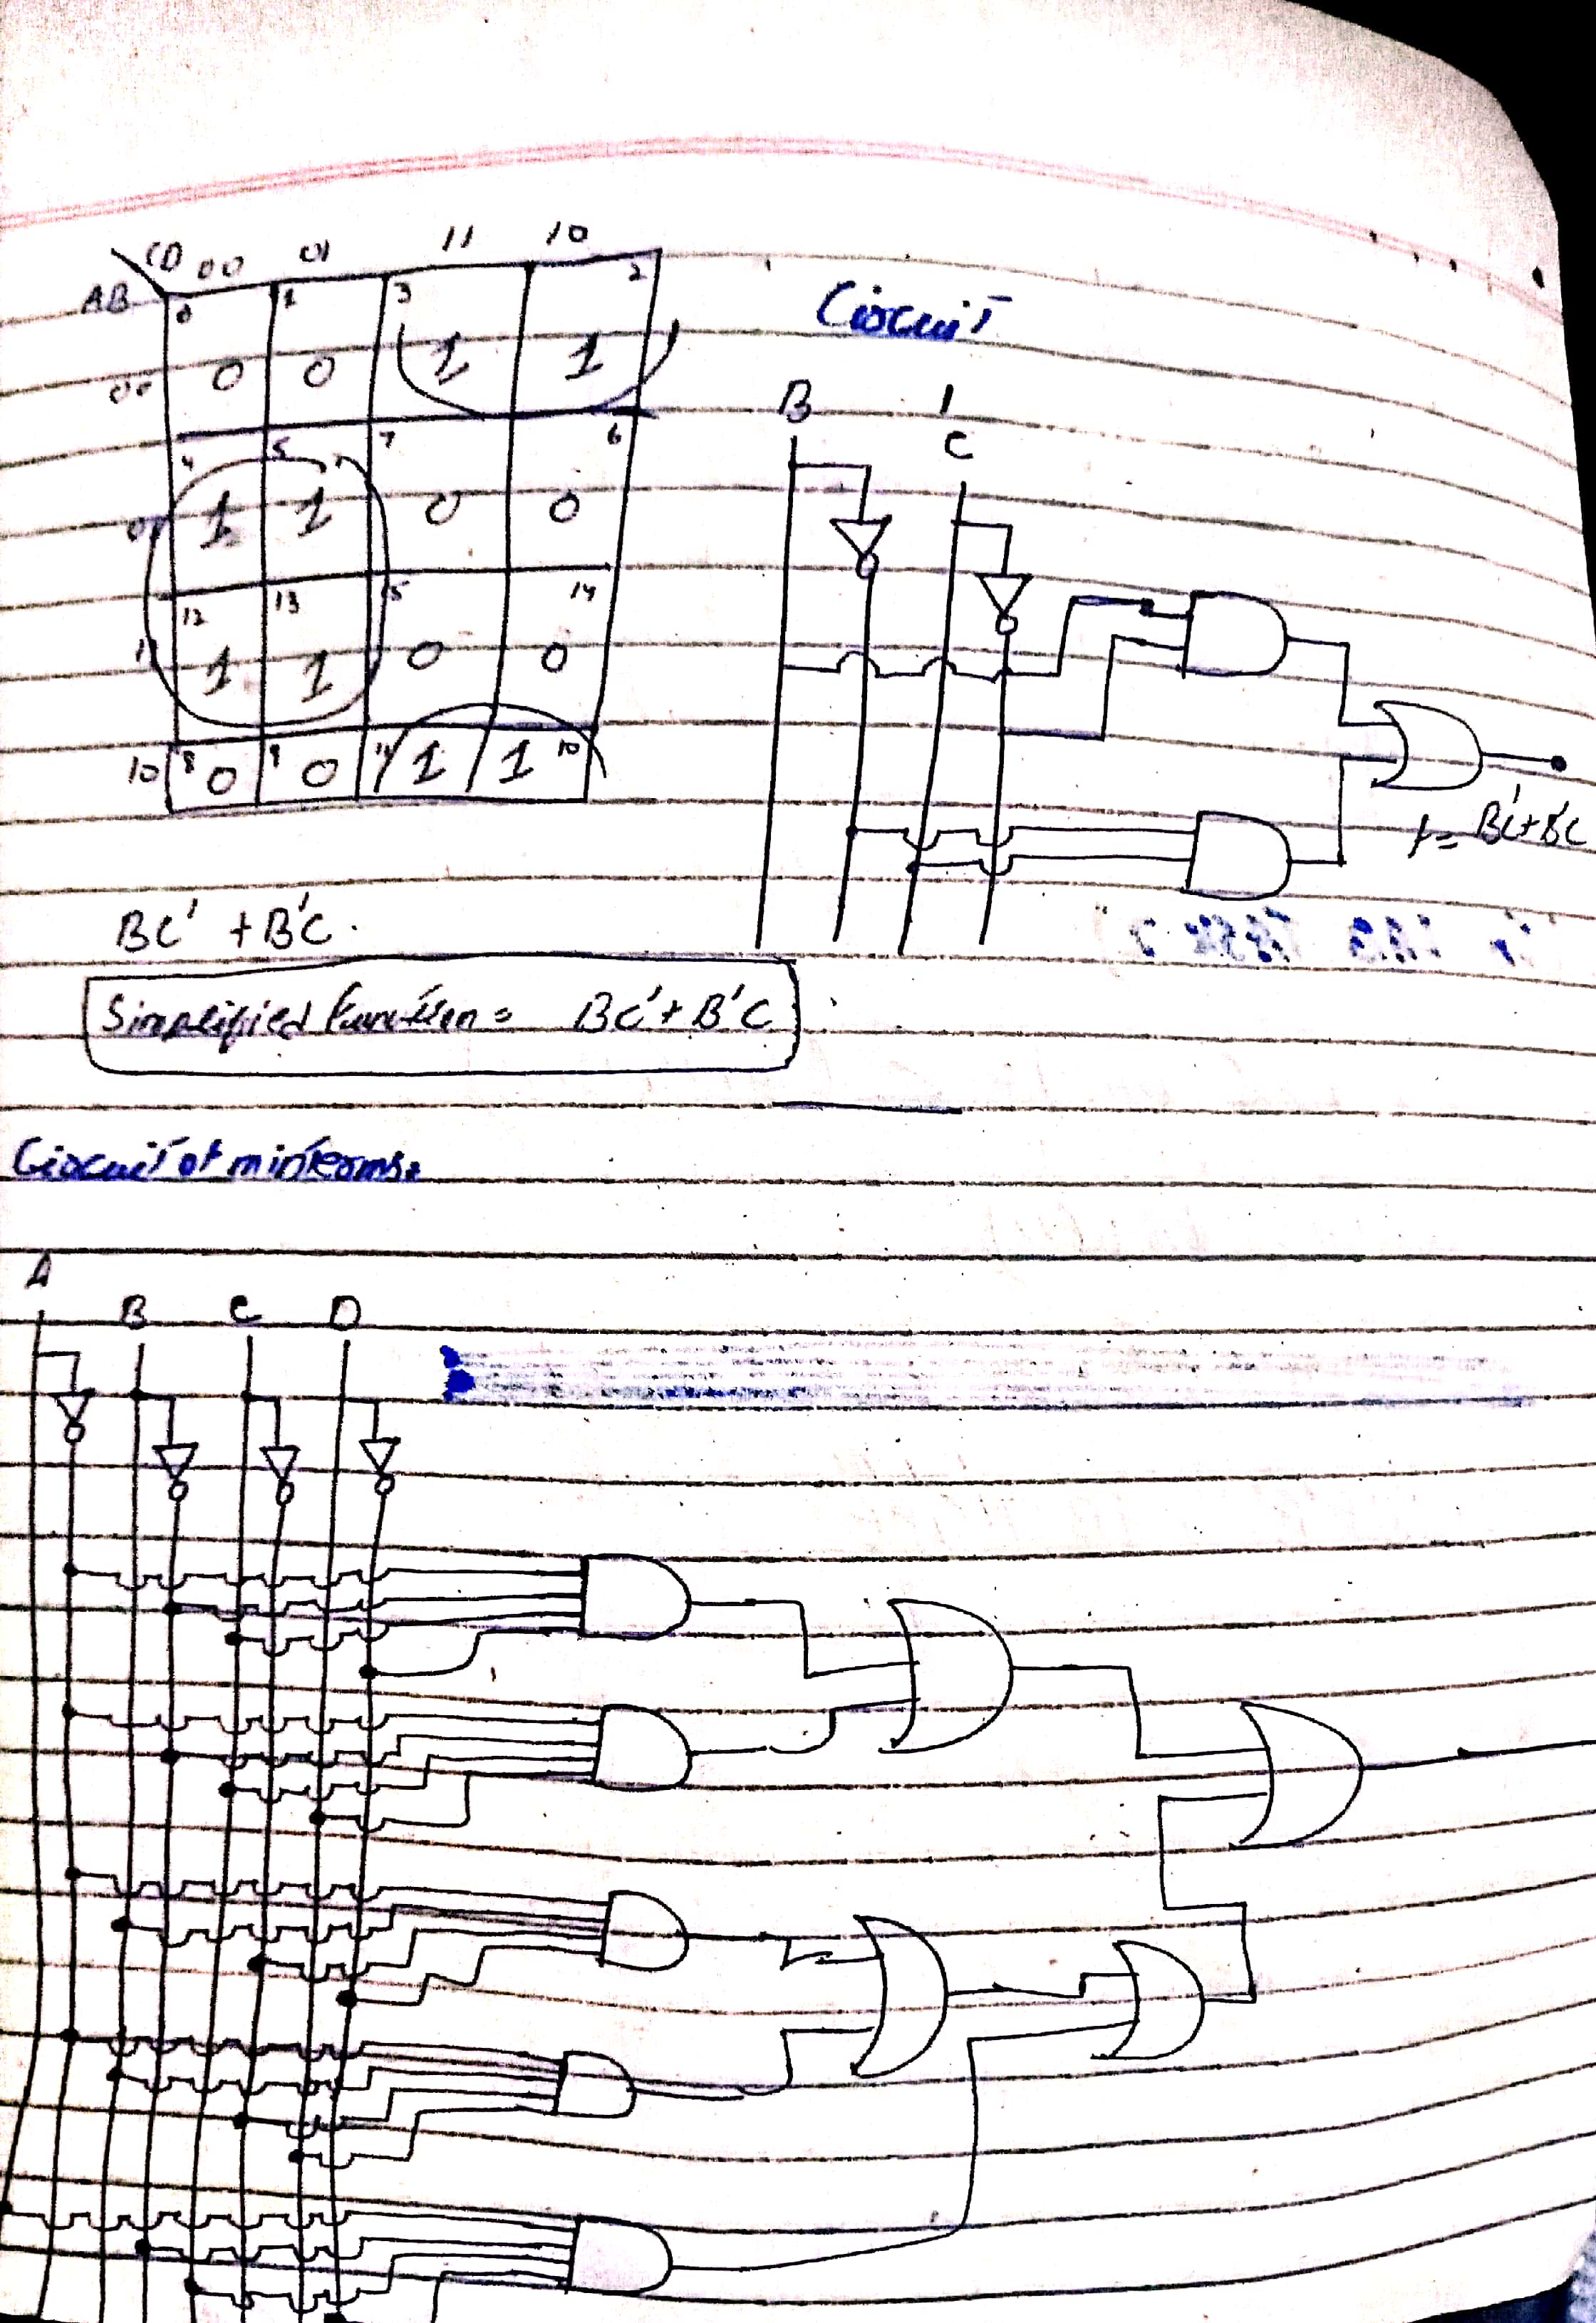 CD 00 01 11 10
AB 0 1 3 2
00 0 0 1 1
4 5 7 6
01 1 1 0 0
12 13 15 14
11 1 1 0 0
10 8 0 9 0 11 1 1 10
Circuit
B C
f = BC'+B'C
BC' + B'C.
Simplified Function = BC' + B'C
Circuit of minterms:
A B C D